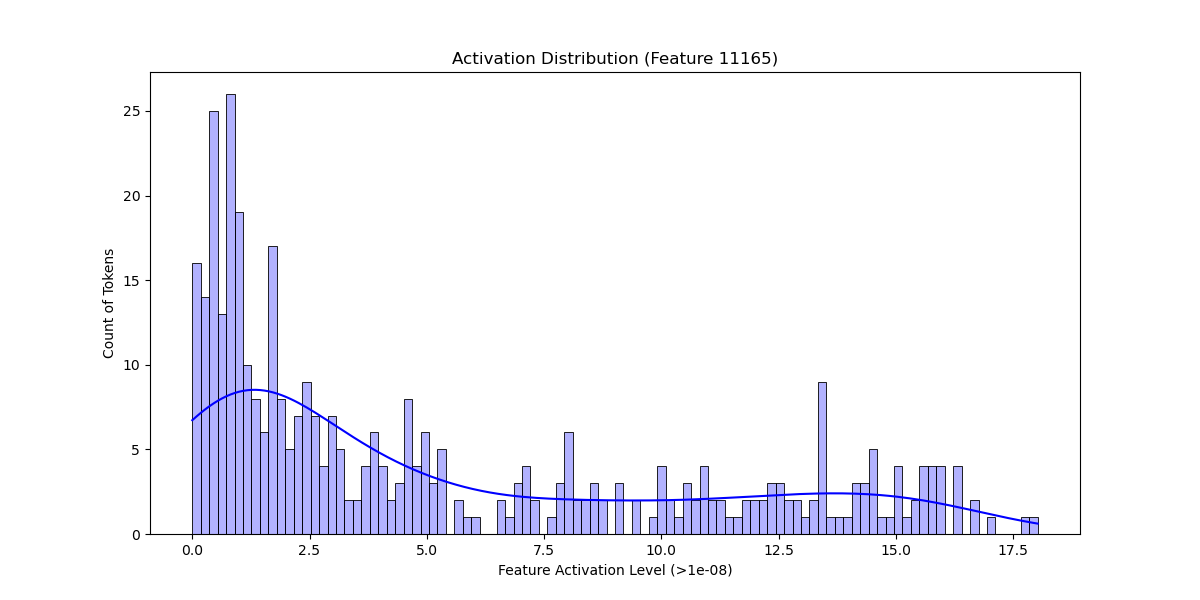 Activation Distribution (Feature 11165)
Count of Tokens
25
20
15
10
5
0
0.0 2.5 5.0 7.5 10.0 12.5 15.0 17.5
Feature Activation Level (>1e-08)